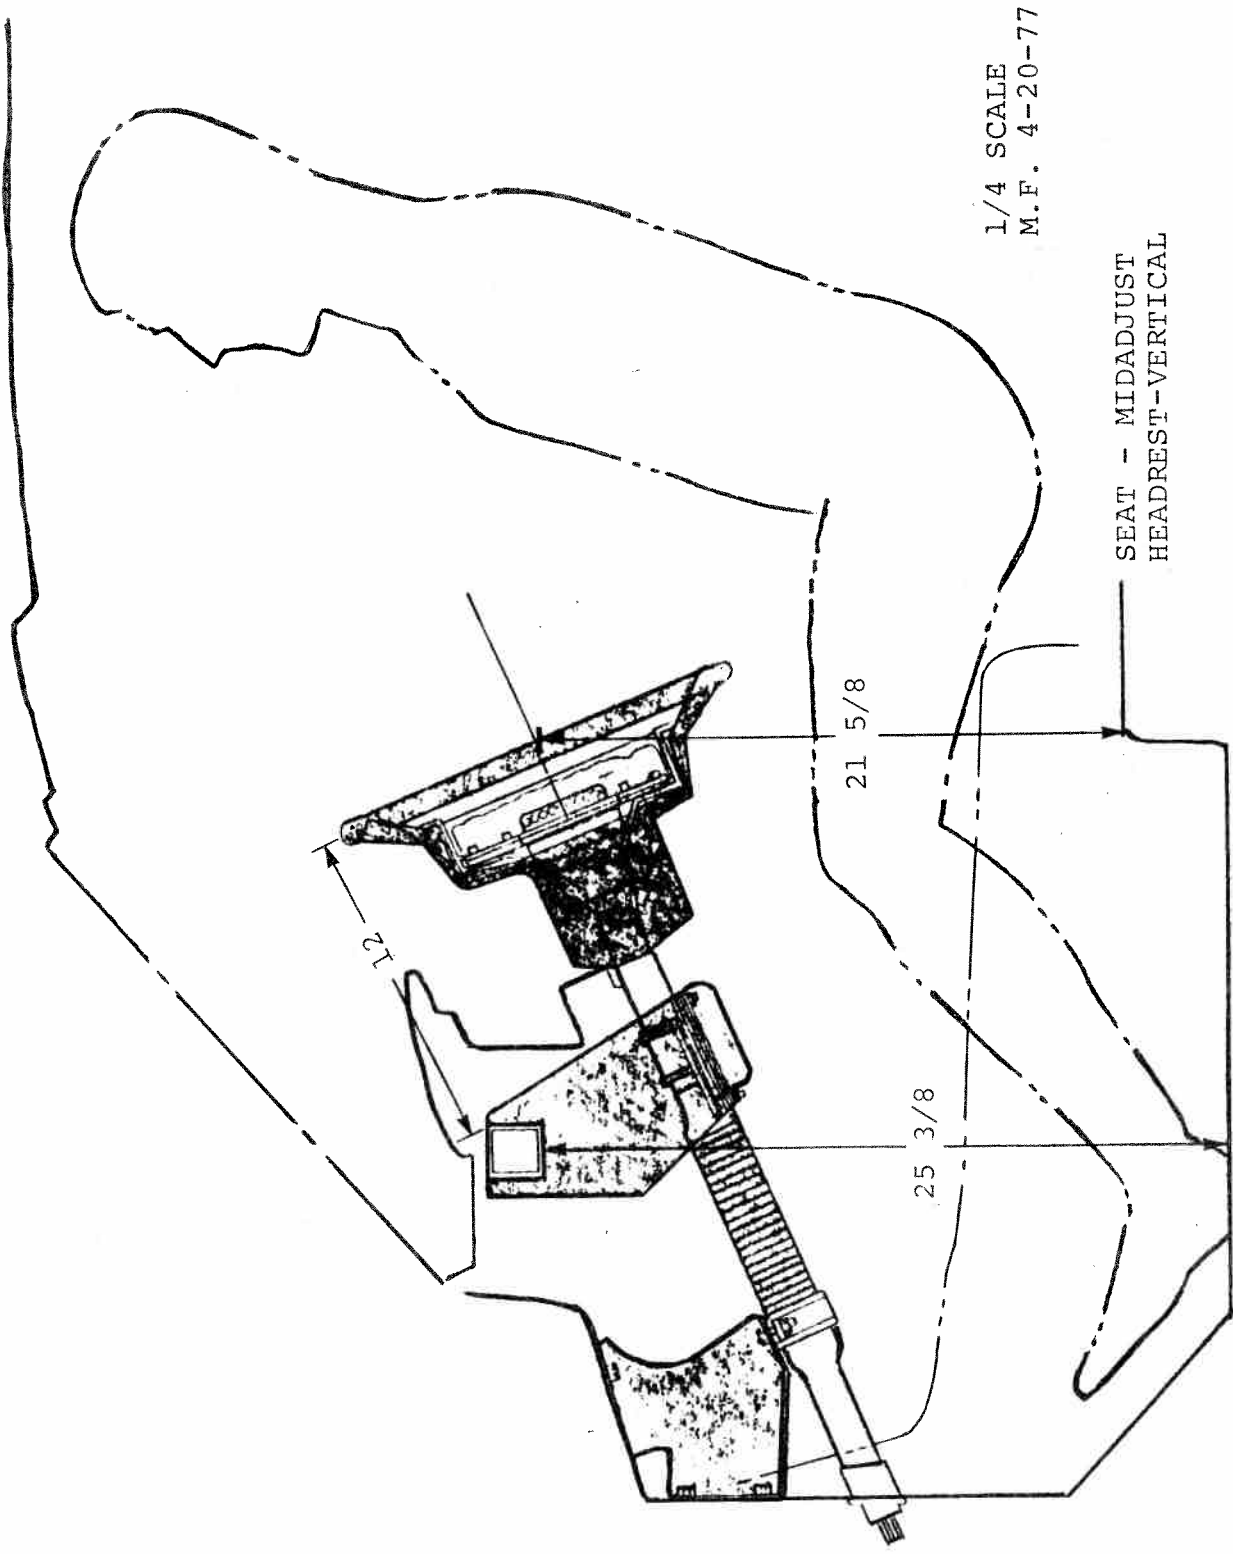 1/4 SCALE
M.F. 4-20-77
SEAT - MIDADJUST
HEADREST-VERTICAL
12
21 5/8
25 3/8